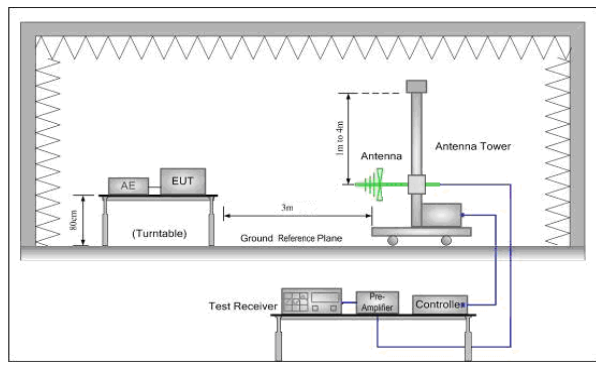 1m to 4m
Antenna
Antenna Tower
AE
EUT
80cm
3m
(Turntable)
Ground Reference Plane
Test Receiver
Pre-
Amplifier
Controller